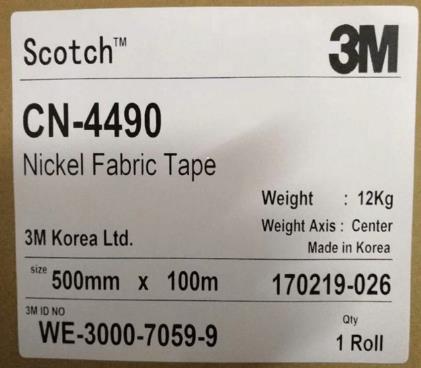 Scotch™ 3M
CN-4490
Nickel Fabric Tape
Weight : 12Kg
Weight Axis : Center
3M Korea Ltd.
Made in Korea
size 500mm x 100m 170219-026
3M ID NO
WE-3000-7059-9
Qty
1 Roll